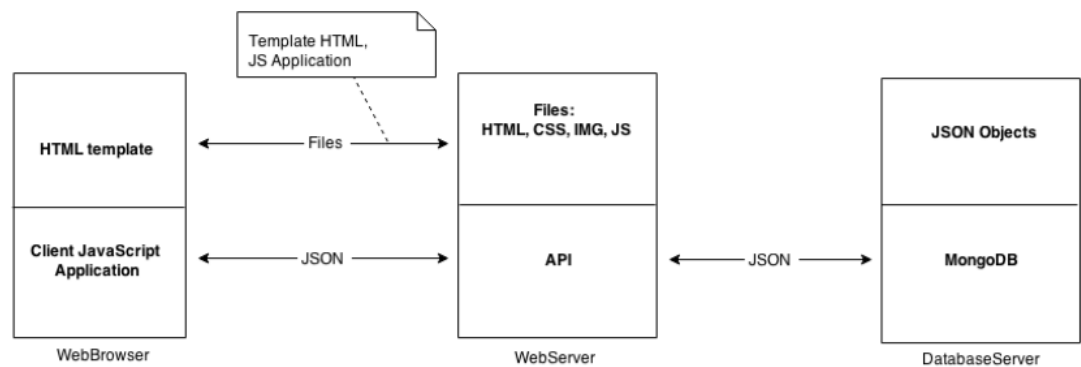 Template HTML,
JS Application
Files:
HTML, CSS, IMG, JS
JSON Objects
HTML template
Files
Client JavaScript
Application
JSON
API
JSON
MongoDB
WebBrowser
WebServer
DatabaseServer